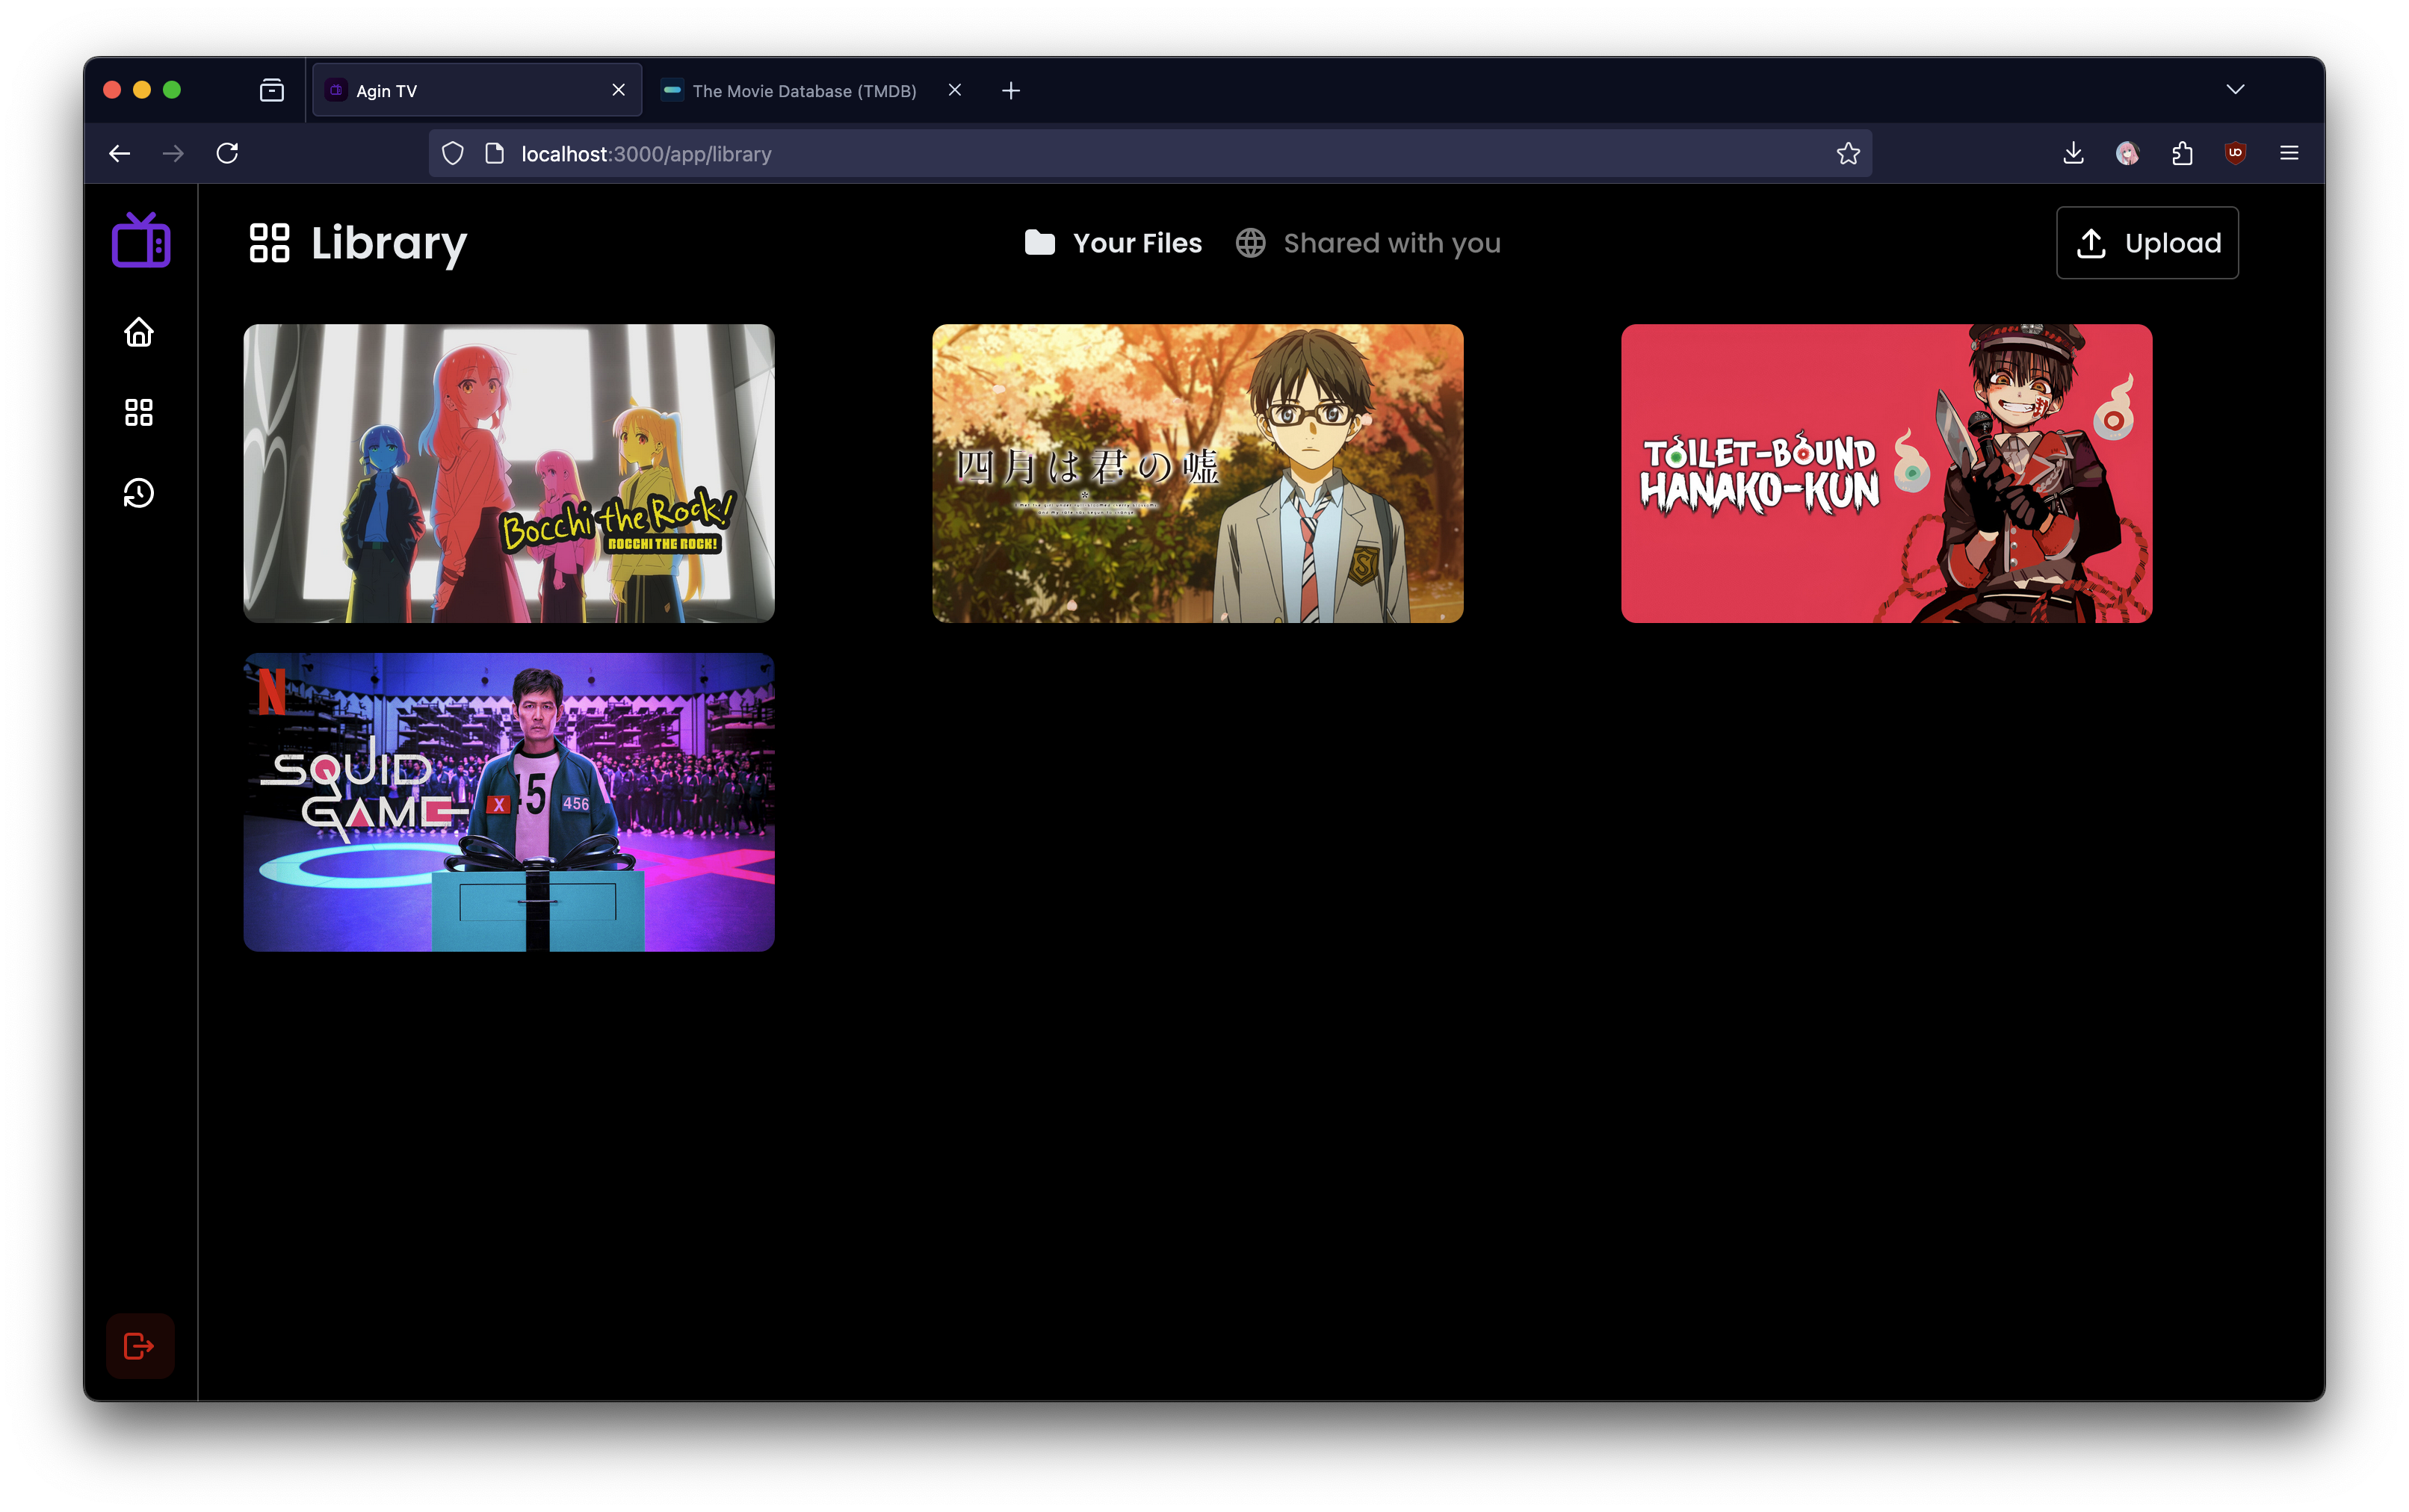 Agin TV
The Movie Database (TMDB)
localhost:3000/app/library
Library
Your Files
Shared with you
Upload
Bocchi the Rock!
BOCCHI THE ROCK!
四月は君の嘘
TOILET-BOUND
HANAKO-KUN
N
SQUID
GAME
X
45
456